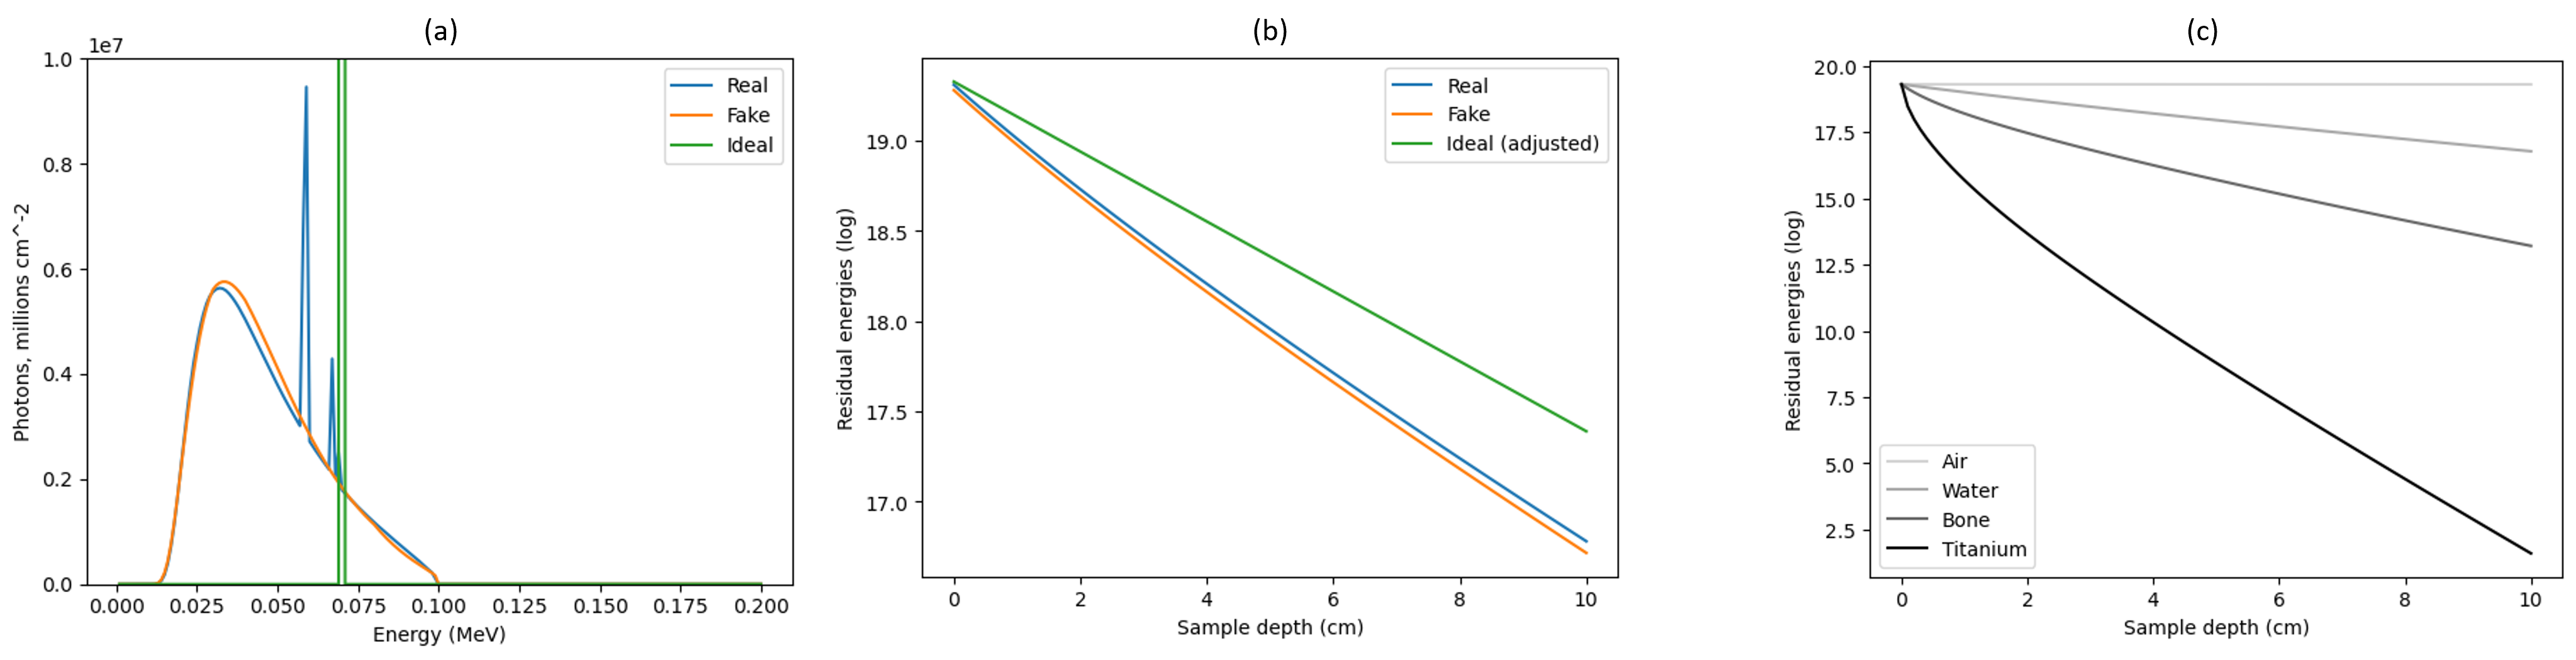 (a)
1e7
1.0
0.8
0.6
0.4
0.2
0.0
Photons, millions cm^-2
Real
Fake
Ideal
0.000 0.025 0.050 0.075 0.100 0.125 0.150 0.175 0.200
Energy (MeV)
(b)
19.0
18.5
18.0
17.5
17.0
Residual energies (log)
Real
Fake
Ideal (adjusted)
0 2 4 6 8 10
Sample depth (cm)
(c)
20.0
17.5
15.0
12.5
10.0
7.5
5.0
2.5
Residual energies (log)
Air
Water
Bone
Titanium
0 2 4 6 8 10
Sample depth (cm)